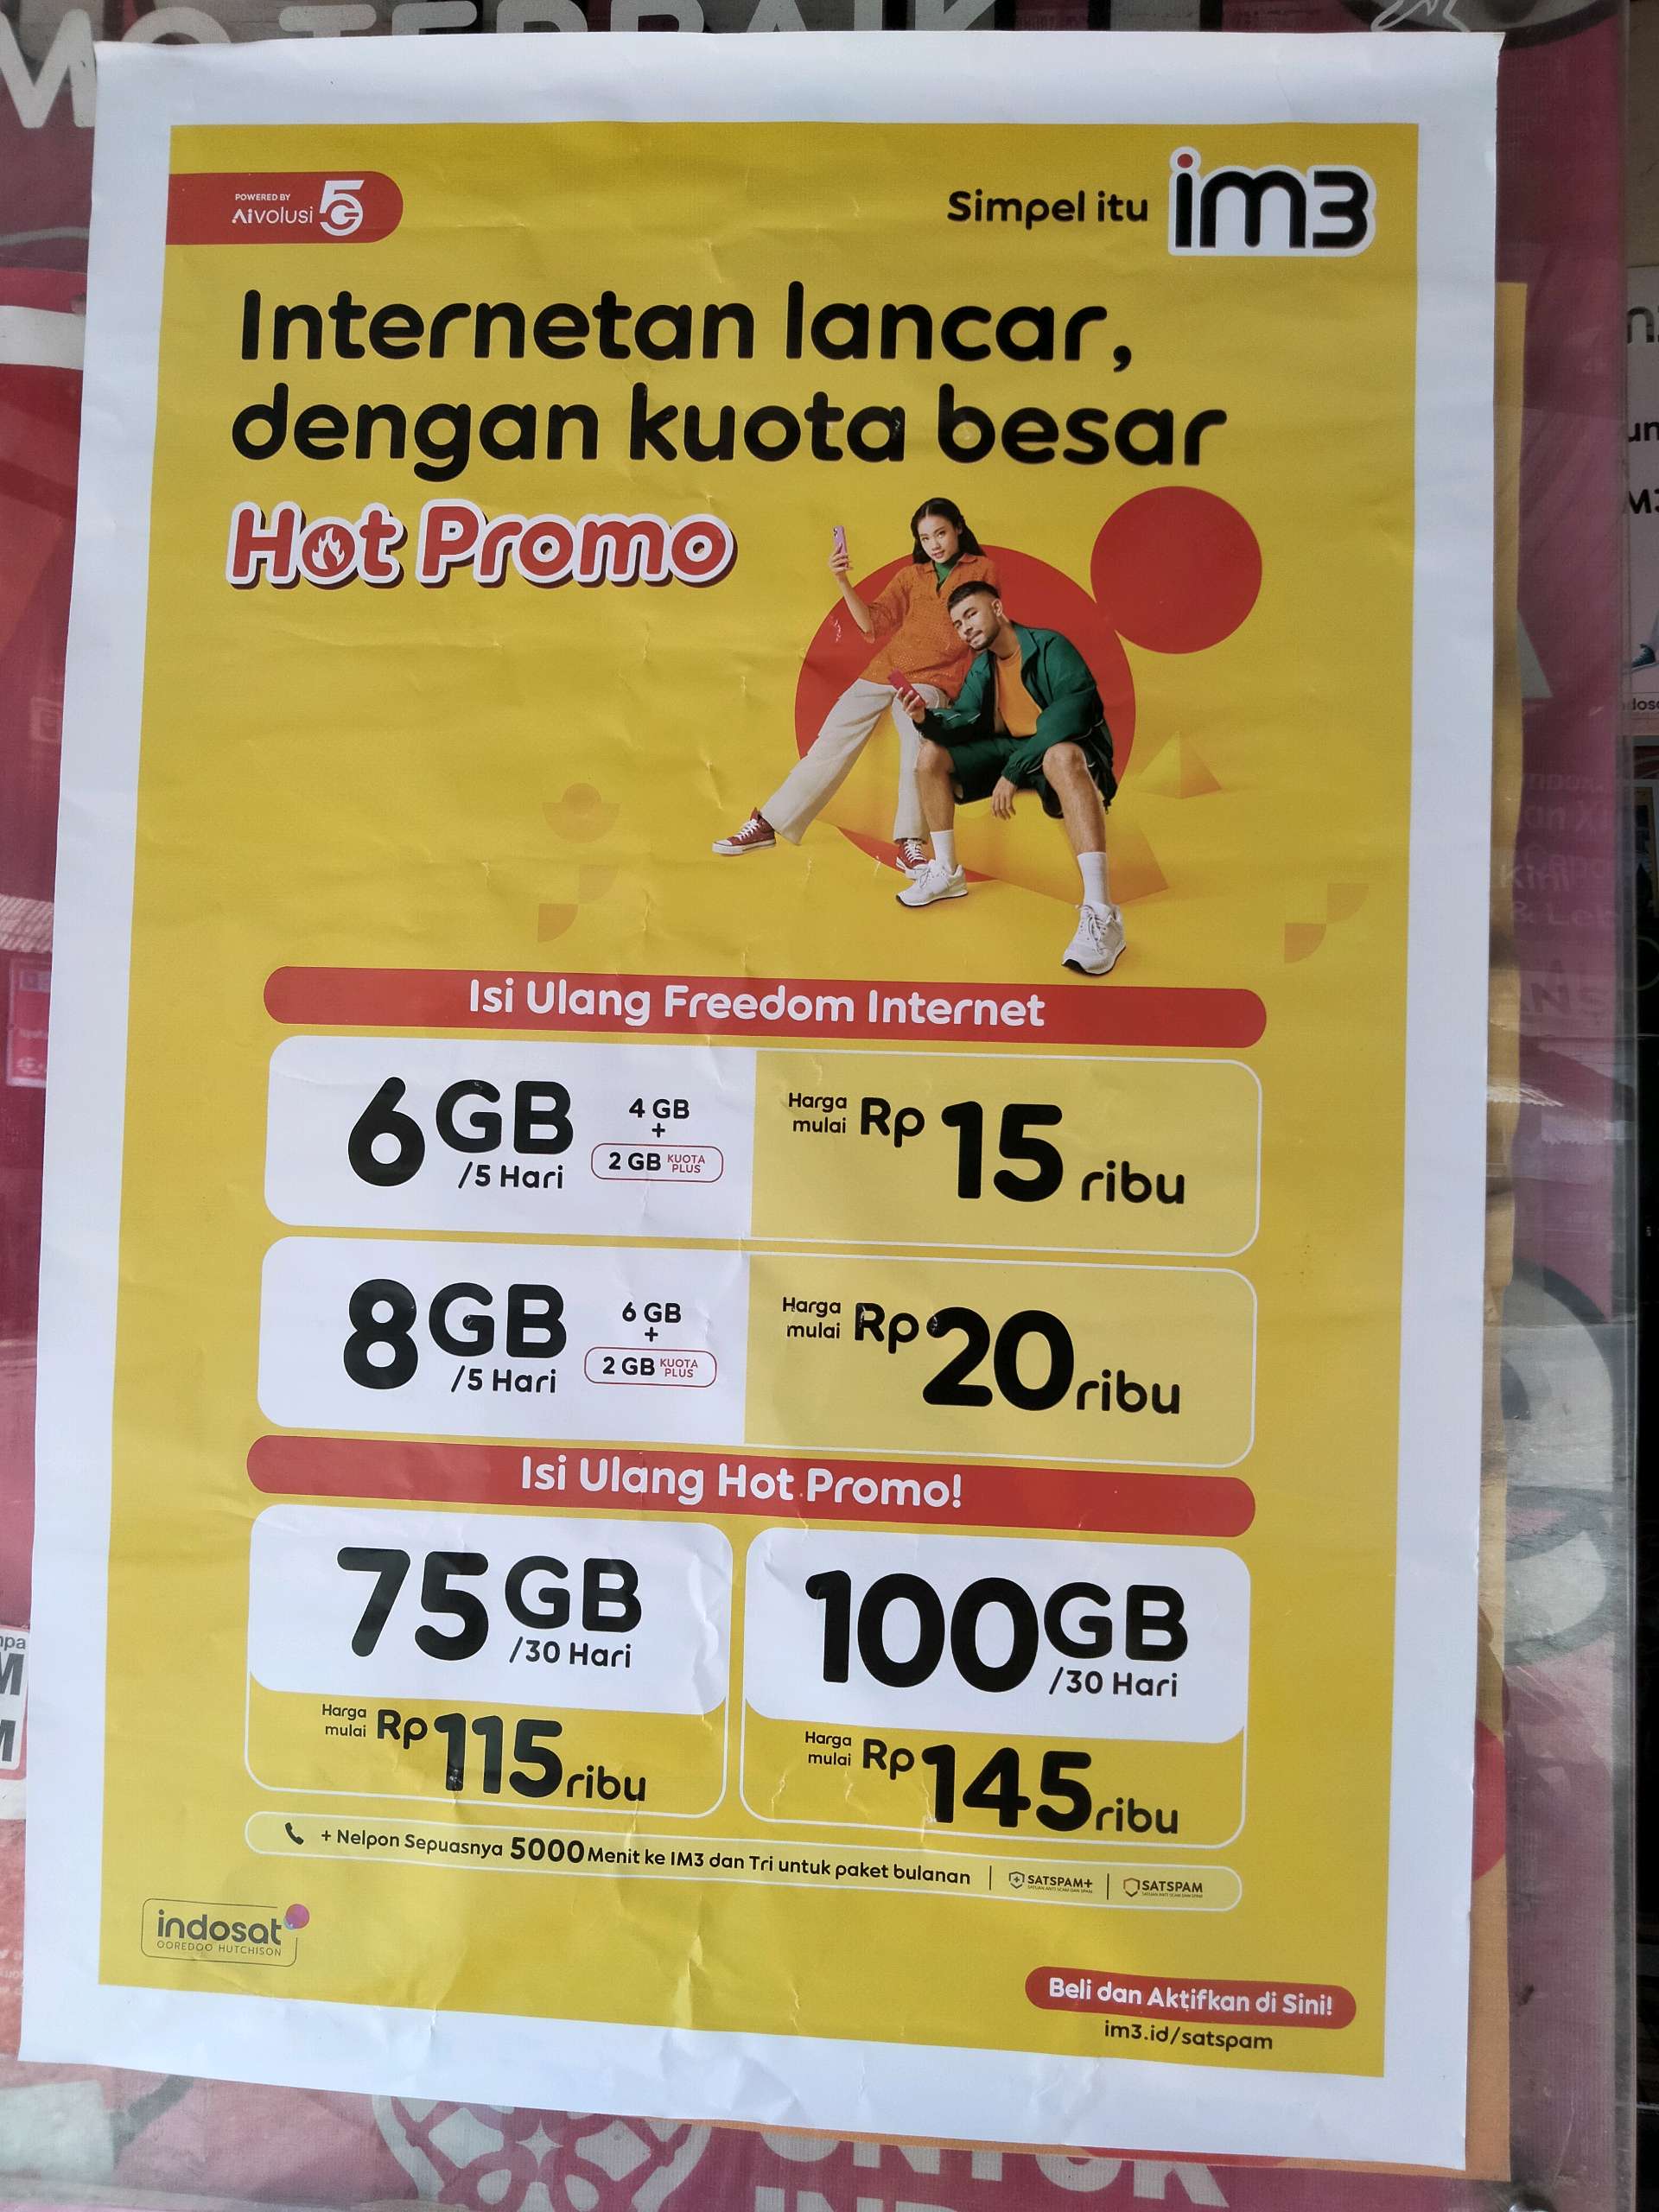 MO TERBAIK
POWERED BY
AIvolusi 5G
Simpel itu im3
Internetan lancar,
dengan kuota besar
Hot Promo
Isi Ulang Freedom Internet
6GB
/5 Hari
4 GB
+
2 GB KUOTA PLUS
Harga mulai Rp 15 ribu
8GB
/5 Hari
6 GB
+
2 GB KUOTA PLUS
Harga mulai Rp 20 ribu
Isi Ulang Hot Promo!
75GB
/30 Hari
Harga mulai Rp 115 ribu
100GB
/30 Hari
Harga mulai Rp 145 ribu
+ Nelpon Sepuasnya 5000 Menit ke IM3 dan Tri untuk paket bulanan | SATSPAM+ | SATSPAM
indosat
OOREDOO HUTCHISON
Beli dan Aktifkan di Sini!
im3.id/satspam
UNTUK